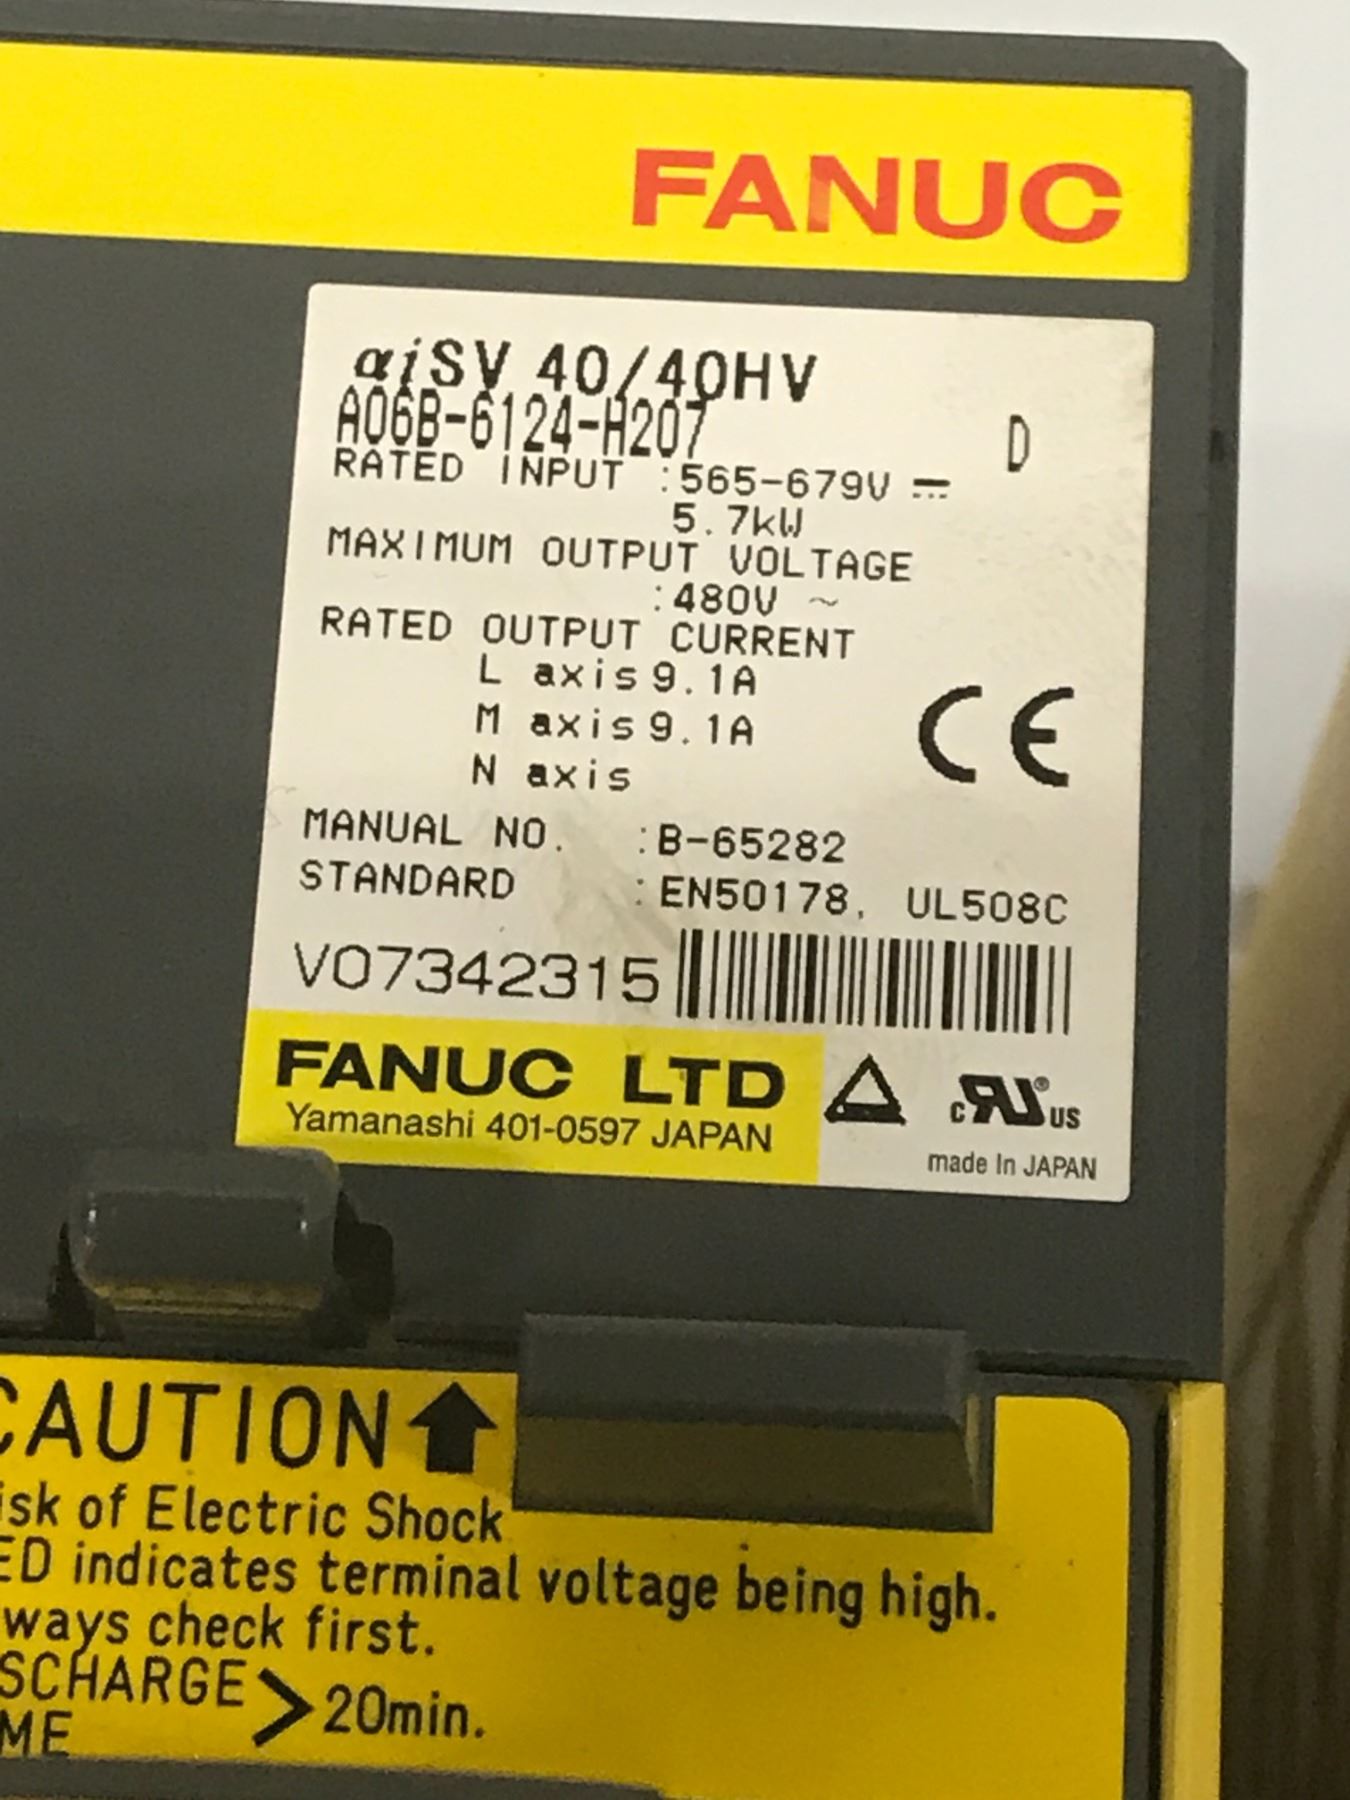 FANUC
αiSV 40/40HV
A06B-6124-H207 D
RATED INPUT :565-679V ⎓
5.7kW
MAXIMUM OUTPUT VOLTAGE
:480V ~
RATED OUTPUT CURRENT
L axis 9.1A
M axis 9.1A
N axis
MANUAL NO. :B-65282
STANDARD :EN50178, UL508C
V07342315
CE
FANUC LTD
Yamanashi 401-0597 JAPAN
c RU® US
made In JAPAN
CAUTION
isk of Electric Shock
ED indicates terminal voltage being high.
ways check first.
SCHARGE > 20min.
ME